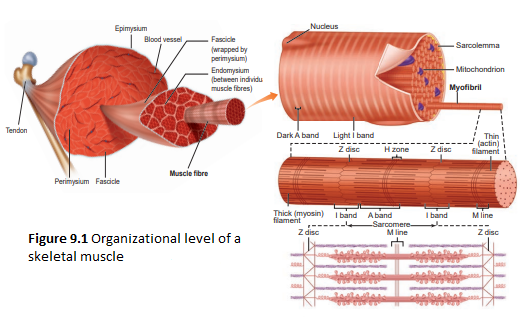 Epimysium
Blood vessel
Fascicle
(wrapped by
perimysium)
Endomysium
(between individu
muscle fibres)
Tendon
Perimysium
Fascicle
Muscle fibre
Nucleus
Sarcolemma
Mitochondrion
Myofibril
Dark A band
Light I band
Thin
(actin)
filament
Z disc
H zone
Z disc
Thick (myosin)
filament
I band
A band
I band
M line
Sarcomere
Z disc
M line
Z disc
Figure 9.1 Organizational level of a
skeletal muscle